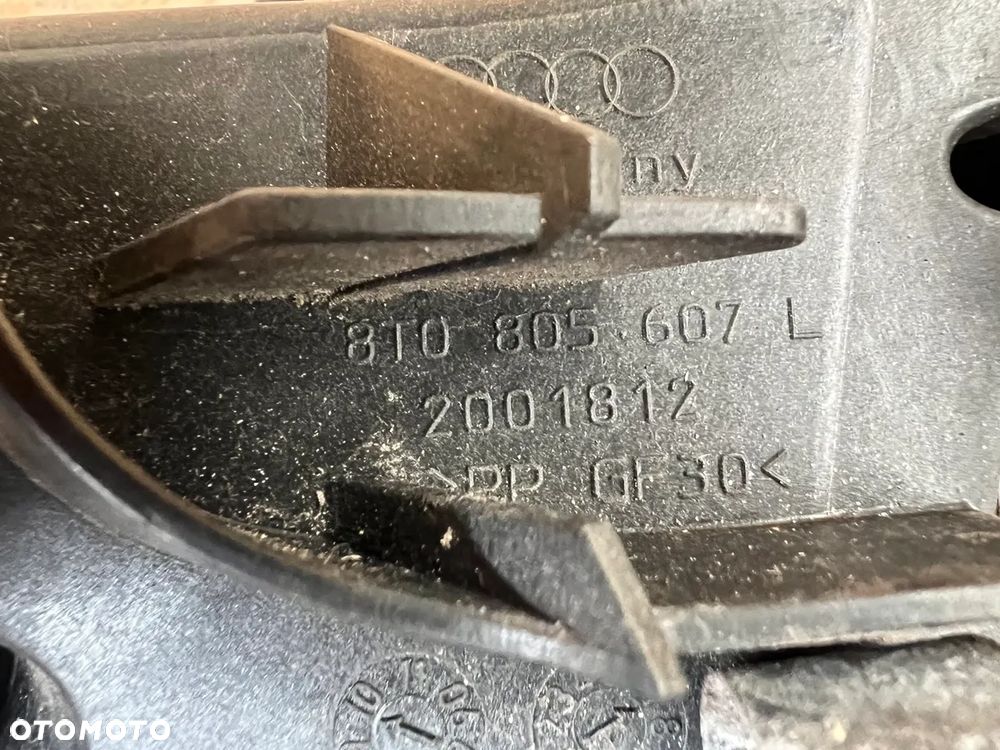 8T0 805 607 L
2001812
>PP GF30<
OTOMOTO